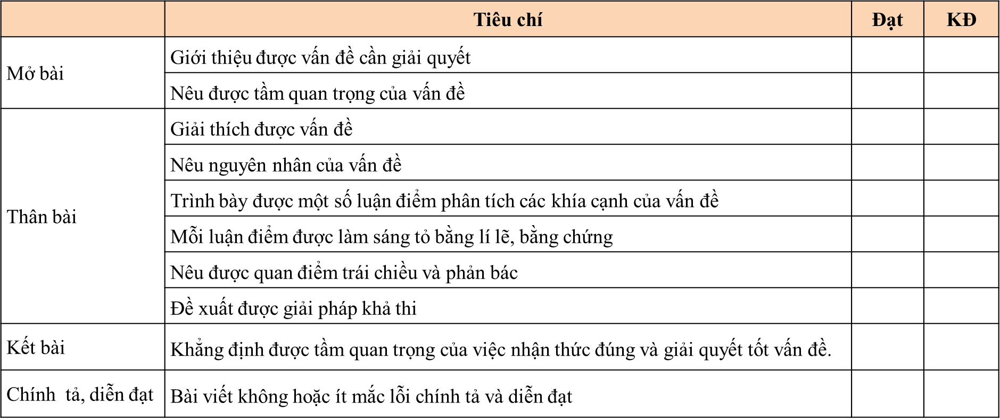 Tiêu chí Đạt KĐ
Mở bài
Giới thiệu được vấn đề cần giải quyết
Nêu được tầm quan trọng của vấn đề
Thân bài
Giải thích được vấn đề
Nêu nguyên nhân của vấn đề
Trình bày được một số luận điểm phân tích các khía cạnh của vấn đề
Mỗi luận điểm được làm sáng tỏ bằng lí lẽ, bằng chứng
Nêu được quan điểm trái chiều và phản bác
Đề xuất được giải pháp khả thi
Kết bài
Khẳng định được tầm quan trọng của việc nhận thức đúng và giải quyết tốt vấn đề.
Chính tả, diễn đạt
Bài viết không hoặc ít mắc lỗi chính tả và diễn đạt